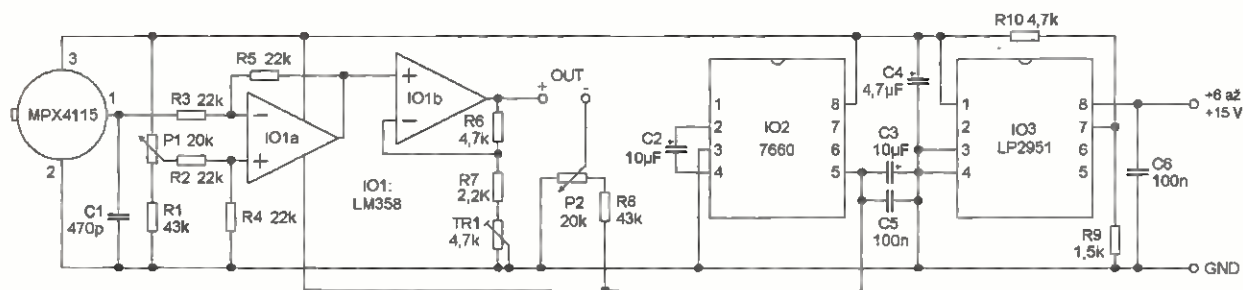 R10 4,7k
3
MPX4115
1
2
R5 22k
R3 22k
P1 20k
R2 22k
C1
470p
R1
43k
R4 22k
−
+
IO1a
+
−
IO1b
IO1:
LM358
+
OUT
-
R6
4,7k
R7
2,2K
TR1
4,7k
P2
20k
R8
43k
C2
10µF
1
2
3
4
IO2
7660
8
7
6
5
C4
4,7µF
C3
10µF
C5
100n
1
2
3
4
IO3
LP2951
8
7
6
5
+6 až
+15 V
C6
100n
R9
1,5k
GND